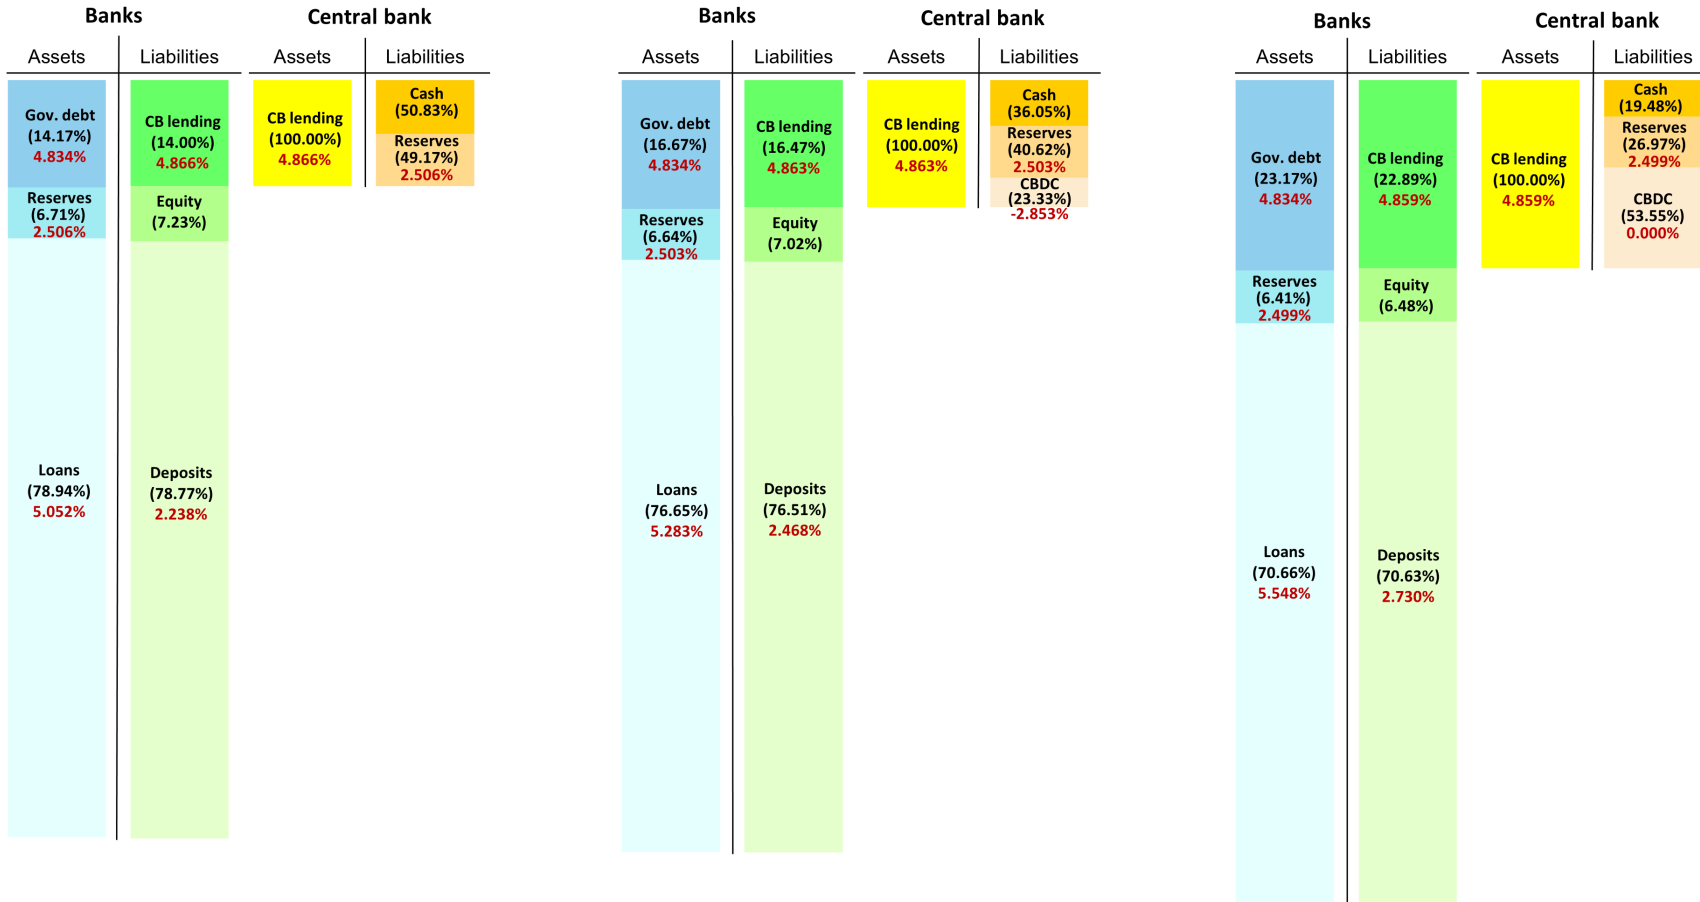 Banks
Central bank
Assets
Liabilities
Assets
Liabilities
Gov. debt
(14.17%)
4.834%
Reserves
(6.71%)
2.506%
Loans
(78.94%)
5.052%
CB lending
(14.00%)
4.866%
Equity
(7.23%)
Deposits
(78.77%)
2.238%
CB lending
(100.00%)
4.866%
Cash
(50.83%)
Reserves
(49.17%)
2.506%
Banks
Central bank
Assets
Liabilities
Assets
Liabilities
Gov. debt
(16.67%)
4.834%
Reserves
(6.64%)
2.503%
Loans
(76.65%)
5.283%
CB lending
(16.47%)
4.863%
Equity
(7.02%)
Deposits
(76.51%)
2.468%
CB lending
(100.00%)
4.863%
Cash
(36.05%)
Reserves
(40.62%)
2.503%
CBDC
(23.33%)
-2.853%
Banks
Central bank
Assets
Liabilities
Assets
Liabilities
Gov. debt
(23.17%)
4.834%
Reserves
(6.41%)
2.499%
Loans
(70.66%)
5.548%
CB lending
(22.89%)
4.859%
Equity
(6.48%)
Deposits
(70.63%)
2.730%
CB lending
(100.00%)
4.859%
Cash
(19.48%)
Reserves
(26.97%)
2.499%
CBDC
(53.55%)
0.000%